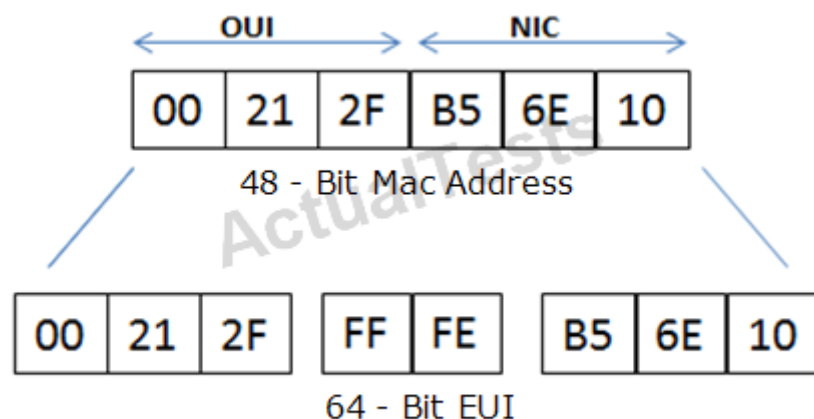 OUI NIC
00 21 2F B5 6E 10
48 - Bit Mac Address
ActualTests
00 21 2F FF FE B5 6E 10
64 - Bit EUI